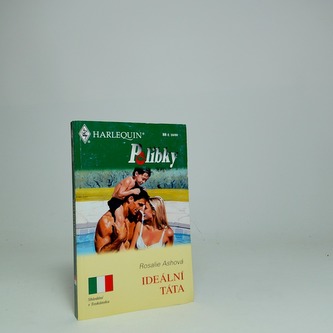 HARLEQUIN®
Polibky
Rosalie Ashová
IDEÁLNÍ
TÁTA